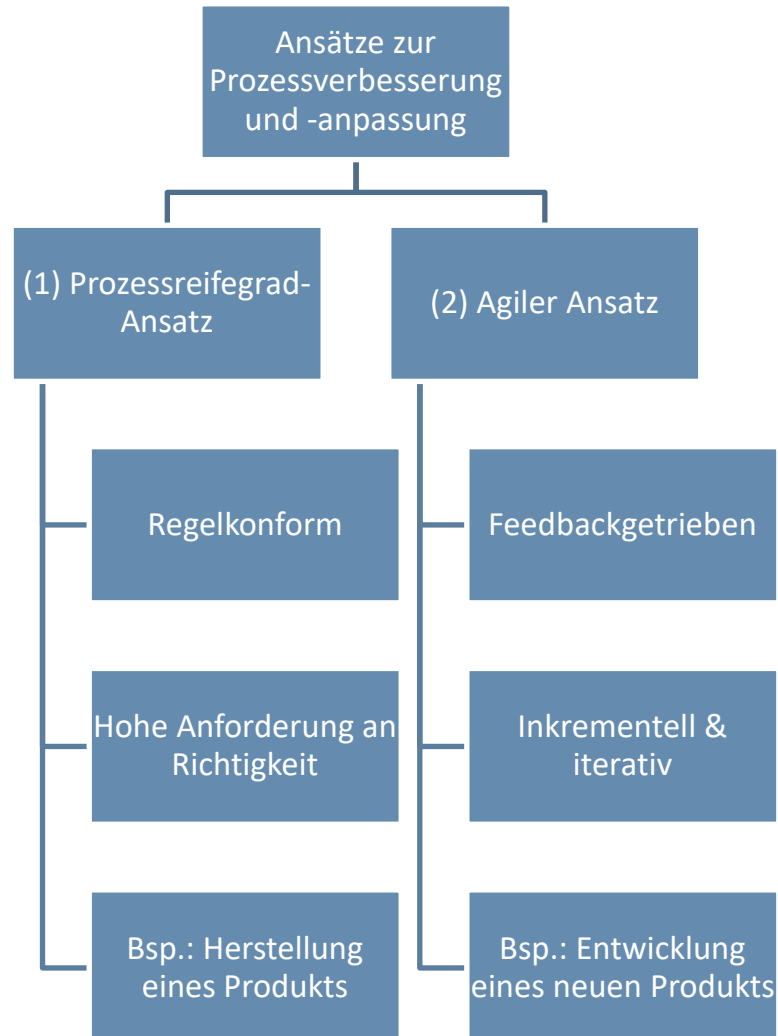 Ansätze zur
Prozessverbesserung
und -anpassung
(1) Prozessreifegrad-
Ansatz
(2) Agiler Ansatz
Regelkonform
Feedbackgetrieben
Hohe Anforderung an
Richtigkeit
Inkrementell &
iterativ
Bsp.: Herstellung
eines Produkts
Bsp.: Entwicklung
eines neuen Produkts